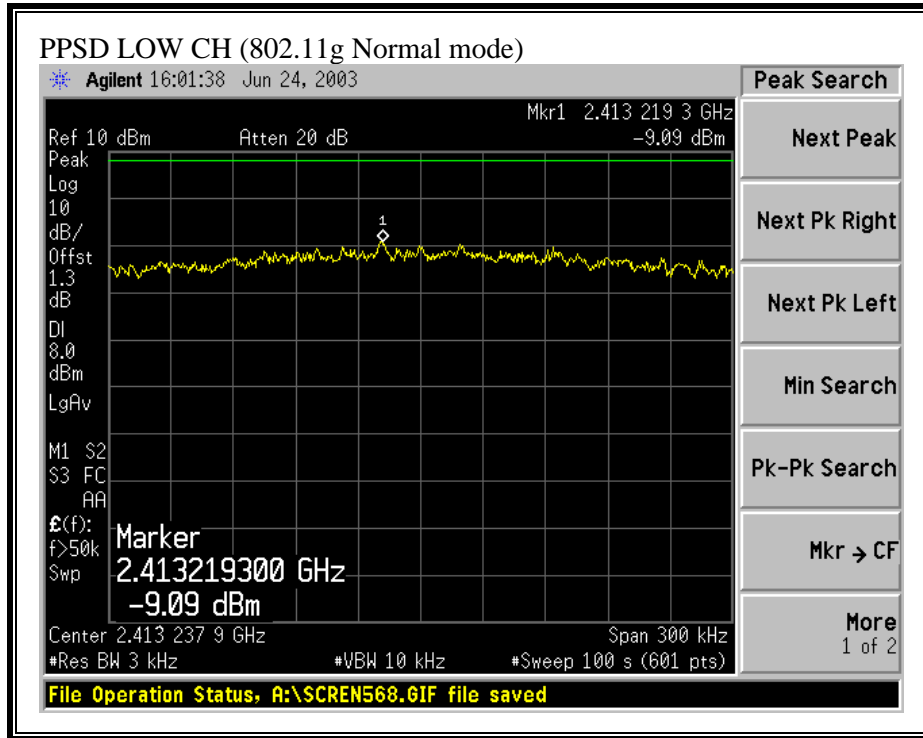 PPSD LOW CH (802.11g Normal mode)
Agilent 16:01:38 Jun 24, 2003
Peak Search
Mkr1 2.413 219 3 GHz
Ref 10 dBm Atten 20 dB -9.09 dBm
Peak
Log
10
dB/
Offst
1.3
dB
DI
8.0
dBm
LgAv
M1 S2
S3 FC
AA
£(f):
f>50k
Swp
1
Marker
2.413219300 GHz
-9.09 dBm
Center 2.413 237 9 GHz Span 300 kHz
#Res BW 3 kHz #VBW 10 kHz #Sweep 100 s (601 pts)
Next Peak
Next Pk Right
Next Pk Left
Min Search
Pk-Pk Search
Mkr → CF
More
1 of 2
File Operation Status, A:\SCREN568.GIF file saved